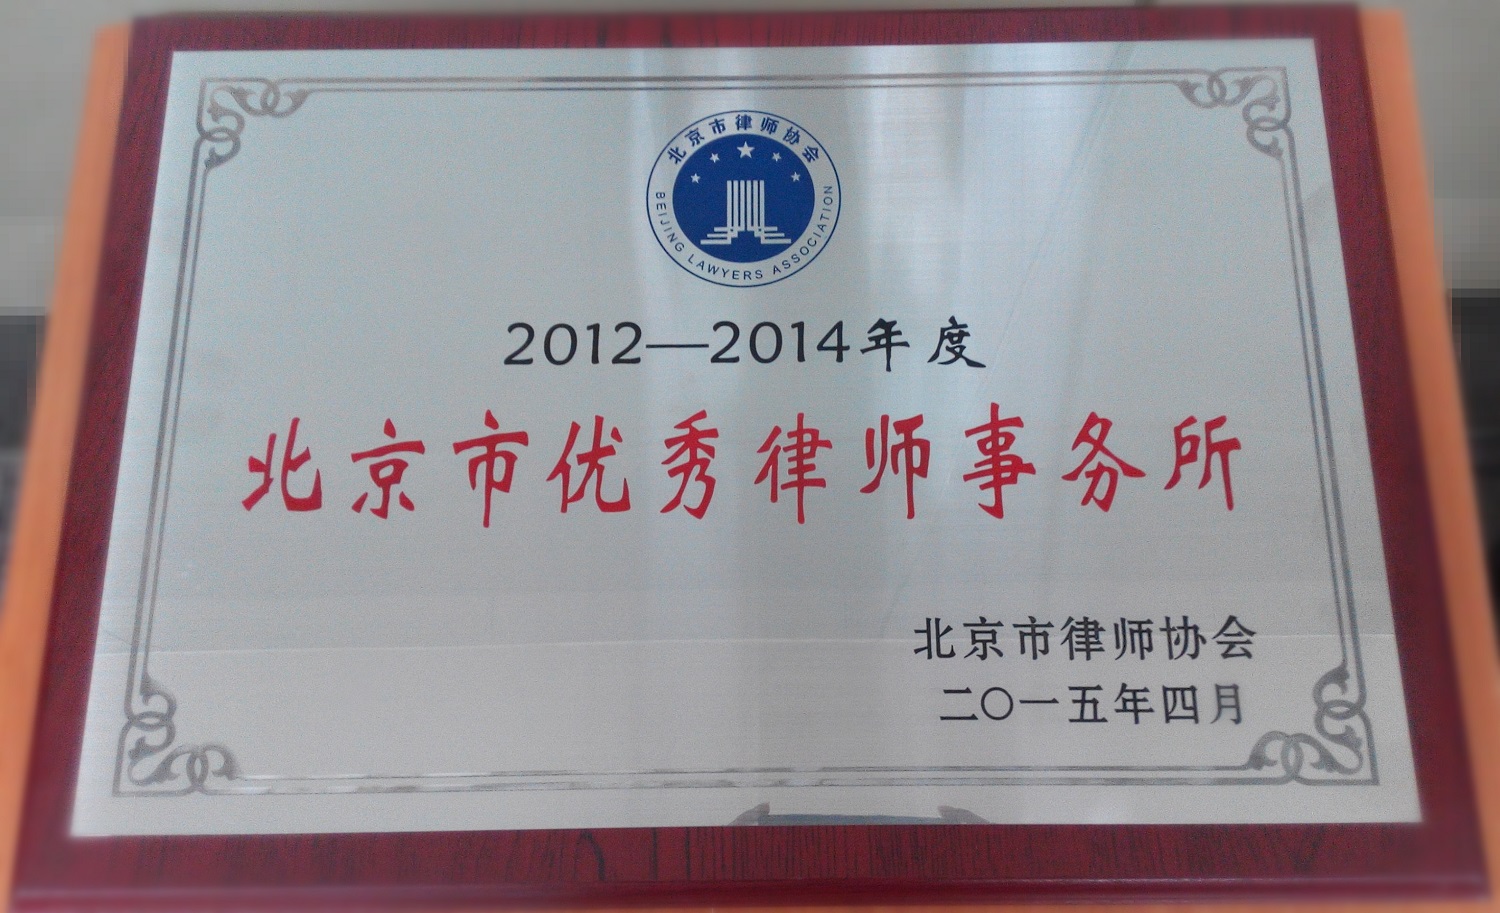 北京市律师协会
BEIJING LAWYERS ASSOCIATION
2012—2014年度
北京市优秀律师事务所
北京市律师协会
二〇一五年四月